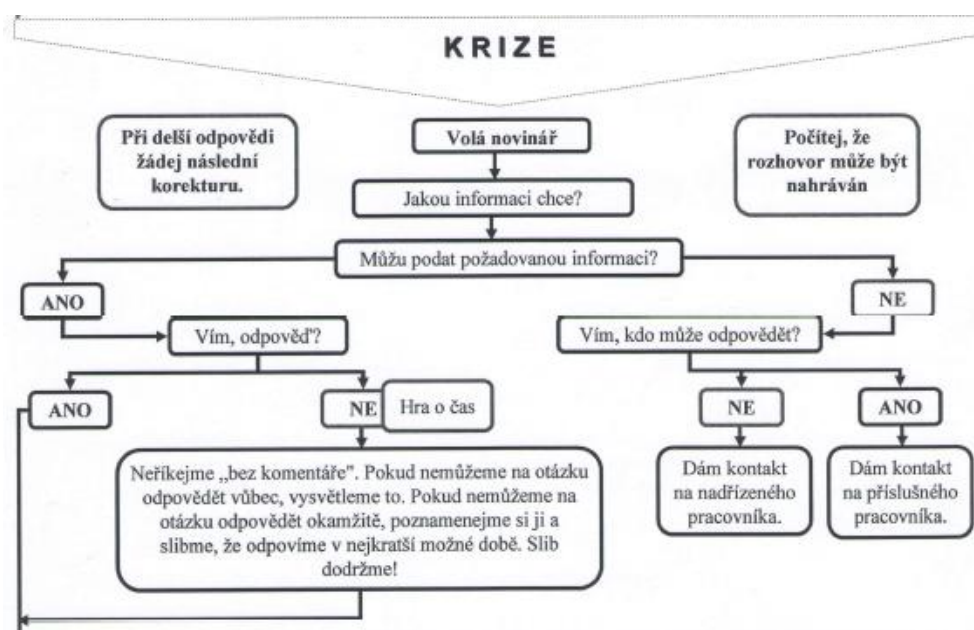 KRIZE
Při delší odpovědi
žádej následní
korekturu.
Volá novinář
Počítej, že
rozhovor může být
nahráván
Jakou informaci chce?
Můžu podat požadovanou informaci?
ANO
NE
Vím, odpověď?
Vím, kdo může odpovědět?
ANO
NE
Hra o čas
NE
ANO
Neříkejme „bez komentáře". Pokud nemůžeme na otázku
odpovědět vůbec, vysvětleme to. Pokud nemůžeme na
otázku odpovědět okamžitě, poznamenejme si ji a
slibme, že odpovíme v nejkratší možné době. Slib
dodržme!
Dám kontakt
na nadřízeného
pracovníka.
Dám kontakt
na příslušného
pracovníka.